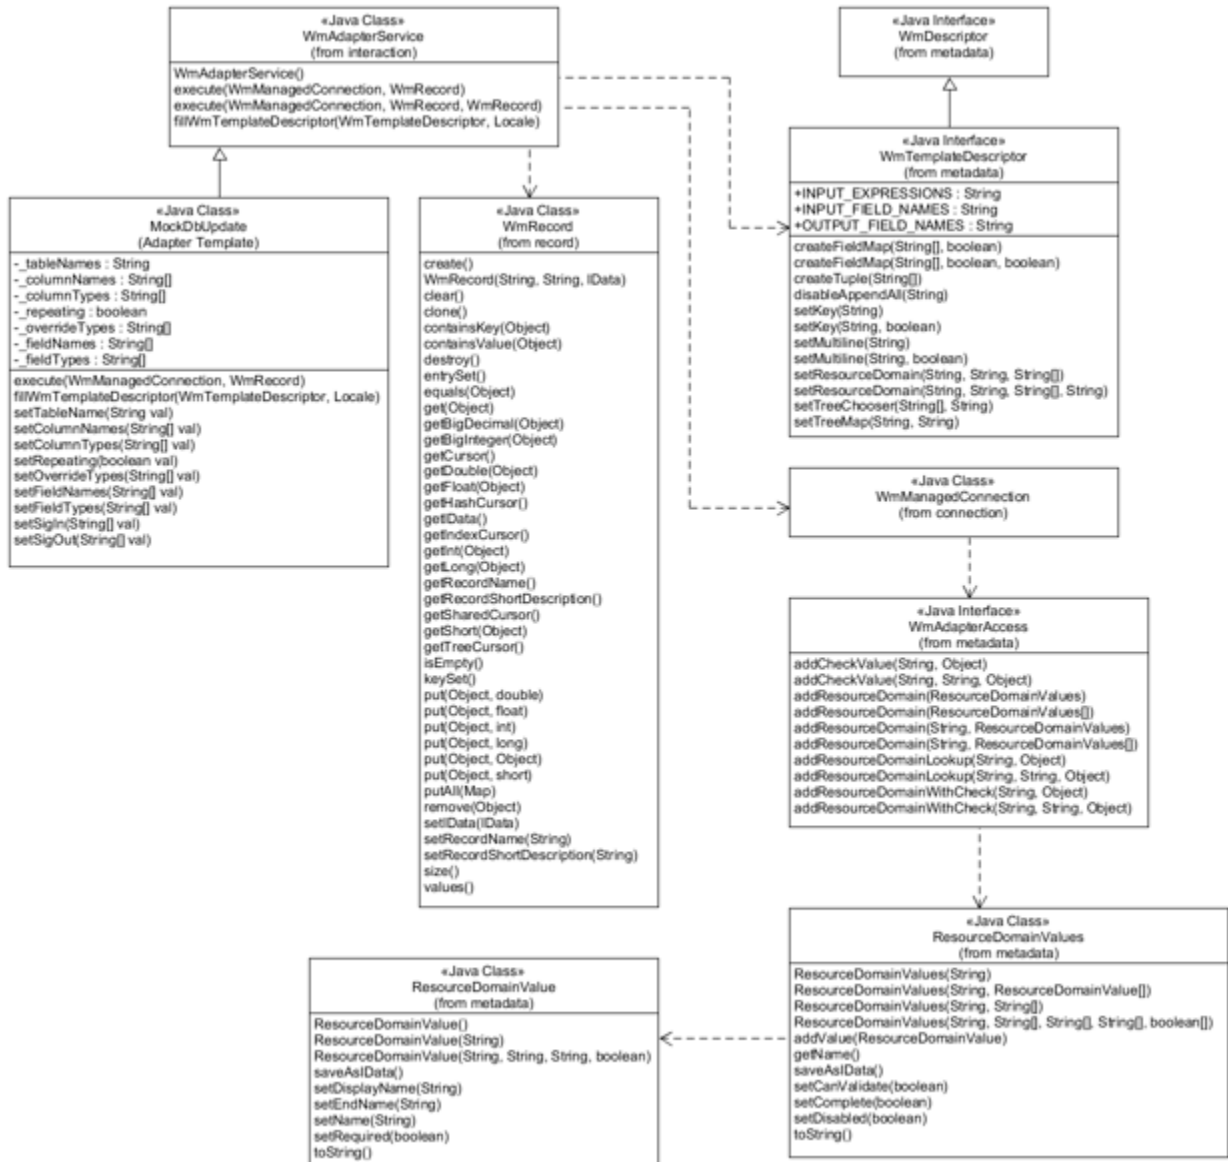 «Java Class»
WmAdapterService
(from interaction)
WmAdapterService()
execute(WmManagedConnection, WmRecord)
execute(WmManagedConnection, WmRecord, WmRecord)
fillWmTemplateDescriptor(WmTemplateDescriptor, Locale)
«Java Interface»
WmDescriptor
(from metadata)
«Java Interface»
WmTemplateDescriptor
(from metadata)
+INPUT_EXPRESSIONS : String
+INPUT_FIELD_NAMES : String
+OUTPUT_FIELD_NAMES : String
createFieldMap(String[], boolean)
createFieldMap(String[], boolean, boolean)
createTuple(String[])
disableAppendAll(String)
setKey(String)
setKey(String, boolean)
setMultiline(String)
setMultiline(String, boolean)
setResourceDomain(String, String, String[])
setResourceDomain(String, String, String[], String)
setTreeChooser(String[], String)
setTreeMap(String, String)
«Java Class»
MockDbUpdate
(Adapter Template)
-_tableNames : String
-_columnNames : String[]
-_columnTypes : String[]
-_repeating : boolean
-_overrideTypes : String[]
-_fieldNames : String[]
-_fieldTypes : String[]
execute(WmManagedConnection, WmRecord)
fillWmTemplateDescriptor(WmTemplateDescriptor, Locale)
setTableName(String val)
setColumnNames(String[] val)
setColumnTypes(String[] val)
setRepeating(boolean val)
setOverrideTypes(String[] val)
setFieldNames(String[] val)
setFieldTypes(String[] val)
setSigIn(String[] val)
setSigOut(String[] val)
«Java Class»
WmRecord
(from record)
create()
WmRecord(String, String, IData)
clear()
clone()
containsKey(Object)
containsValue(Object)
destroy()
entrySet()
equals(Object)
get(Object)
getBigDecimal(Object)
getBigInteger(Object)
getCursor()
getDouble(Object)
getFloat(Object)
getHashCursor()
getIData()
getIndexCursor()
getInt(Object)
getLong(Object)
getRecordName()
getRecordShortDescription()
getSharedCursor()
getShort(Object)
getTreeCursor()
isEmpty()
keySet()
put(Object, double)
put(Object, float)
put(Object, int)
put(Object, long)
put(Object, Object)
put(Object, short)
putAll(Map)
remove(Object)
setIData(IData)
setRecordName(String)
setRecordShortDescription(String)
size()
values()
«Java Class»
WmManagedConnection
(from connection)
«Java Interface»
WmAdapterAccess
(from metadata)
addCheckValue(String, Object)
addCheckValue(String, String, Object)
addResourceDomain(ResourceDomainValues)
addResourceDomain(ResourceDomainValues[])
addResourceDomain(String, ResourceDomainValues)
addResourceDomain(String, ResourceDomainValues[])
addResourceDomainLookup(String, Object)
addResourceDomainLookup(String, String, Object)
addResourceDomainWithCheck(String, Object)
addResourceDomainWithCheck(String, String, Object)
«Java Class»
ResourceDomainValues
(from metadata)
ResourceDomainValues(String)
ResourceDomainValues(String, ResourceDomainValue[])
ResourceDomainValues(String, String[])
ResourceDomainValues(String, String[], String[], String[], boolean[])
addValue(ResourceDomainValue)
getName()
saveAsIData()
setCanValidate(boolean)
setComplete(boolean)
setDisabled(boolean)
toString()
«Java Class»
ResourceDomainValue
(from metadata)
ResourceDomainValue()
ResourceDomainValue(String)
ResourceDomainValue(String, String, String, boolean)
saveAsIData()
setDisplayName(String)
setEndName(String)
setName(String)
setRequired(boolean)
toString()